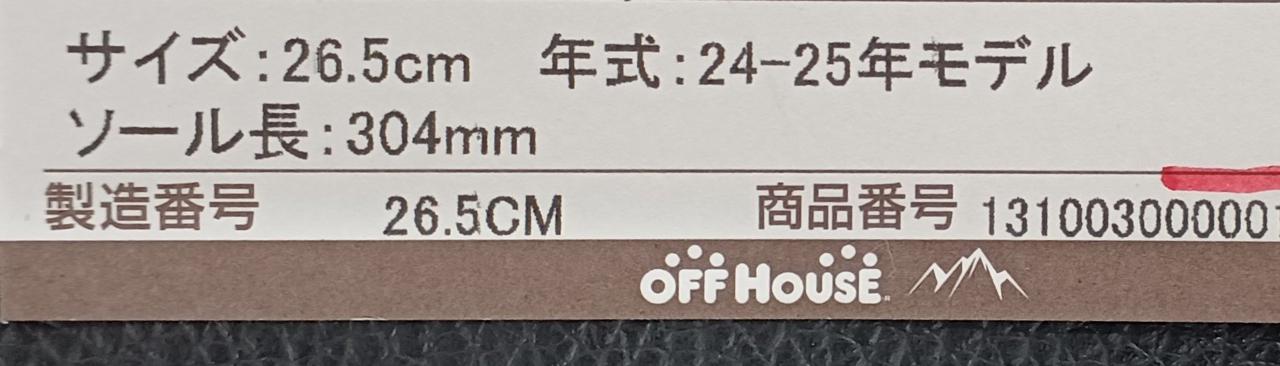 サイズ:26.5cm 年式:24-25年モデル
ソール長:304mm
製造番号 26.5CM 商品番号 131003000001
OFF HOUSE